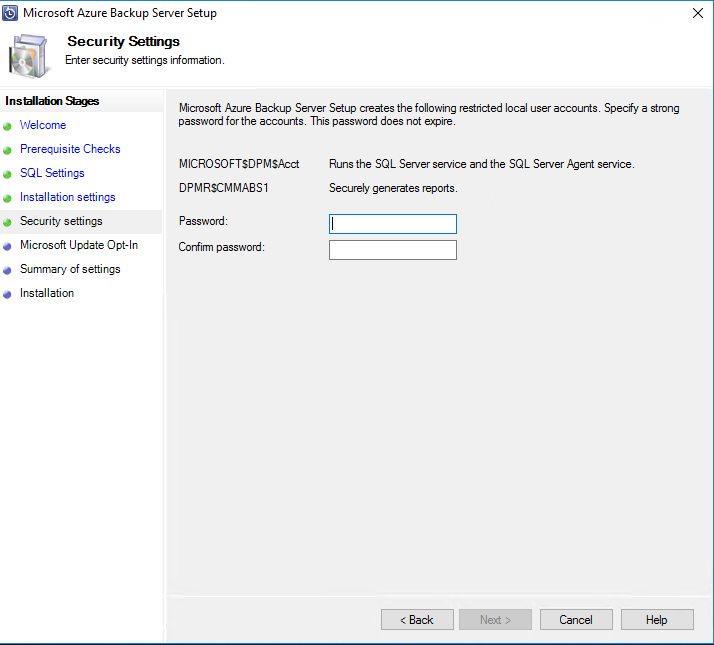 Microsoft Azure Backup Server Setup
Security Settings
Enter security settings information.
Installation Stages
Welcome
Prerequisite Checks
SQL Settings
Installation settings
Security settings
Microsoft Update Opt-In
Summary of settings
Installation
Microsoft Azure Backup Server Setup creates the following restricted local user accounts. Specify a strong
password for the accounts. This password does not expire.
MICROSOFT$DPM$Acct Runs the SQL Server service and the SQL Server Agent service.
DPMR$CMMABS1 Securely generates reports.
Password:
Confirm password:
< Back Next > Cancel Help